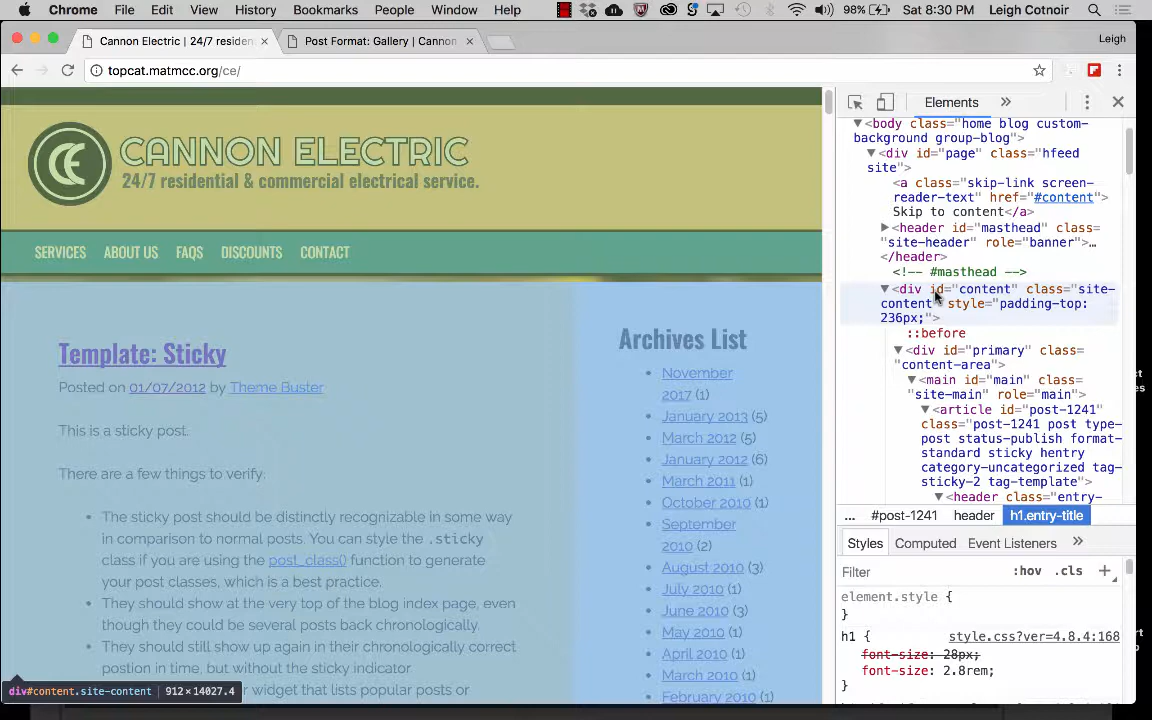 Chrome File Edit View History Bookmarks People Window Help 98% Sat 8:30 PM Leigh Cotnoir
Cannon Electric | 24/7 residen × Post Format: Gallery | Cannon × Leigh
topcat.matmcc.org/ce/
CE CANNON ELECTRIC
24/7 residential & commercial electrical service.
SERVICES ABOUT US FAQS DISCOUNTS CONTACT
Template: Sticky
Posted on 01/07/2012 by Theme Buster
This is a sticky post.
There are a few things to verify:
• The sticky post should be distinctly recognizable in some way
in comparison to normal posts. You can style the .sticky
class if you are using the post_class() function to generate
your post classes, which is a best practice.
• They should show at the very top of the blog index page, even
though they could be several posts back chronologically.
• They should still show up again in their chronologically correct
postion in time, but without the sticky indicator.
r widget that lists popular posts or
div#content.site-content | 912×14027.4
Archives List
• November
2017 (1)
• January 2013 (5)
• March 2012 (5)
• January 2012 (6)
• March 2011 (1)
• October 2010 (1)
• September
2010 (2)
• August 2010 (3)
• July 2010 (1)
• June 2010 (3)
• May 2010 (1)
• April 2010 (1)
• March 2010 (1)
• February 2010 (1)
Elements » ×
▼<body class="home blog custom-
background group-blog">
▼<div id="page" class="hfeed
site">
<a class="skip-link screen-
reader-text" href="#content">
Skip to content</a>
▶<header id="masthead" class=
"site-header" role="banner">…
</header>
<!-- #masthead -->
▼<div id="content" class="site-
content" style="padding-top:
236px;">
::before
▼<div id="primary" class=
"content-area">
▼<main id="main" class=
"site-main" role="main">
▼<article id="post-1241"
class="post-1241 post type-
post status-publish format-
standard sticky hentry
category-uncategorized tag-
sticky-2 tag-template">
▼<header class="entry-
... #post-1241 header h1.entry-title
Styles Computed Event Listeners »
Filter :hov .cls +
element.style {
}
h1 { style.css?ver=4.8.4:168
font-size: 28px;
font-size: 2.8rem;
}